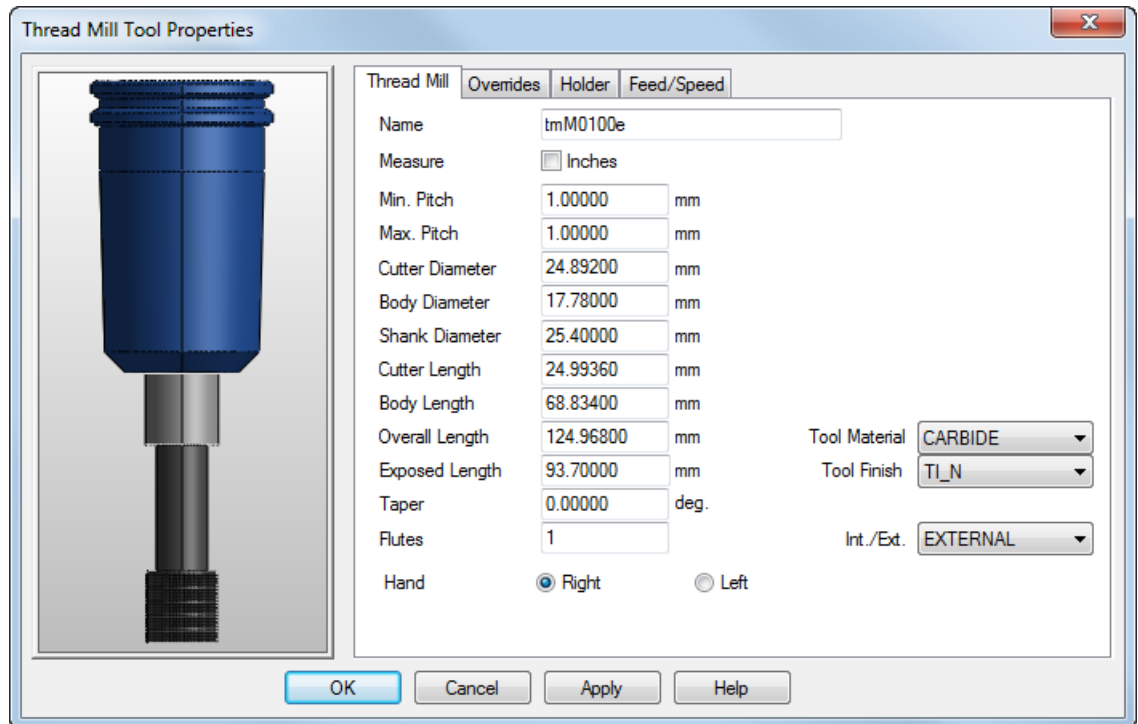 Thread Mill Tool Properties
Thread Mill Overrides Holder Feed/Speed
Name tmM0100e
Measure Inches
Min. Pitch 1.00000 mm
Max. Pitch 1.00000 mm
Cutter Diameter 24.89200 mm
Body Diameter 17.78000 mm
Shank Diameter 25.40000 mm
Cutter Length 24.99360 mm
Body Length 68.83400 mm
Overall Length 124.96800 mm Tool Material CARBIDE
Exposed Length 93.70000 mm Tool Finish TI_N
Taper 0.00000 deg.
Flutes 1 Int./Ext. EXTERNAL
Hand Right Left
OK Cancel Apply Help